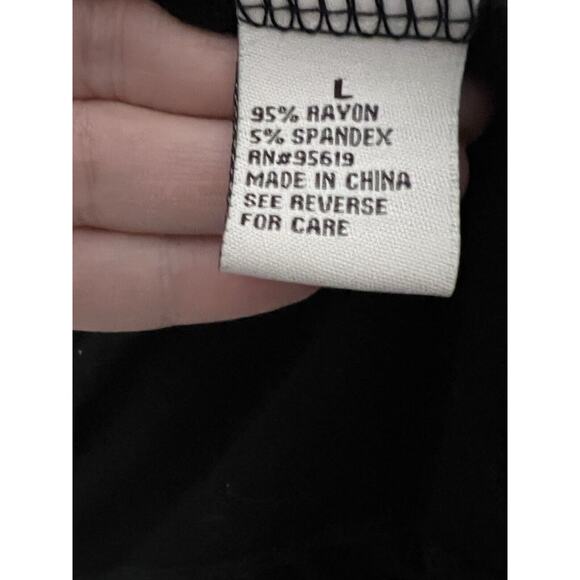 L
95% RAYON
5% SPANDEX
RN#95619
MADE IN CHINA
SEE REVERSE
FOR CARE